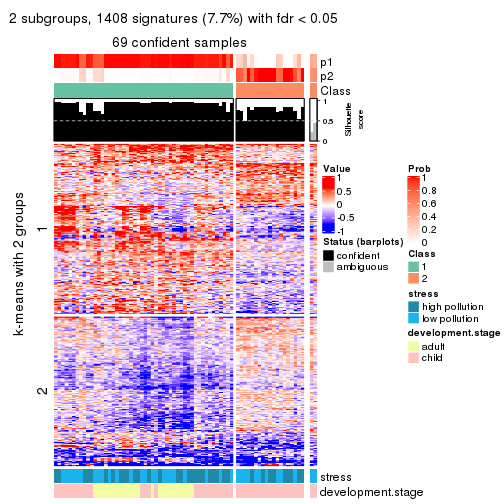 2 subgroups, 1408 signatures (7.7%) with fdr < 0.05
69 confident samples
p1
p2
Class
1
0.5
0
Silhouette
score
k-means with 2 groups
1
2
Value
1
0.5
0
-0.5
-1
Status (barplots)
confident
ambiguous
Prob
1
0.8
0.6
0.4
0.2
0
Class
1
2
stress
high pollution
low pollution
development.stage
adult
child
stress
development.stage